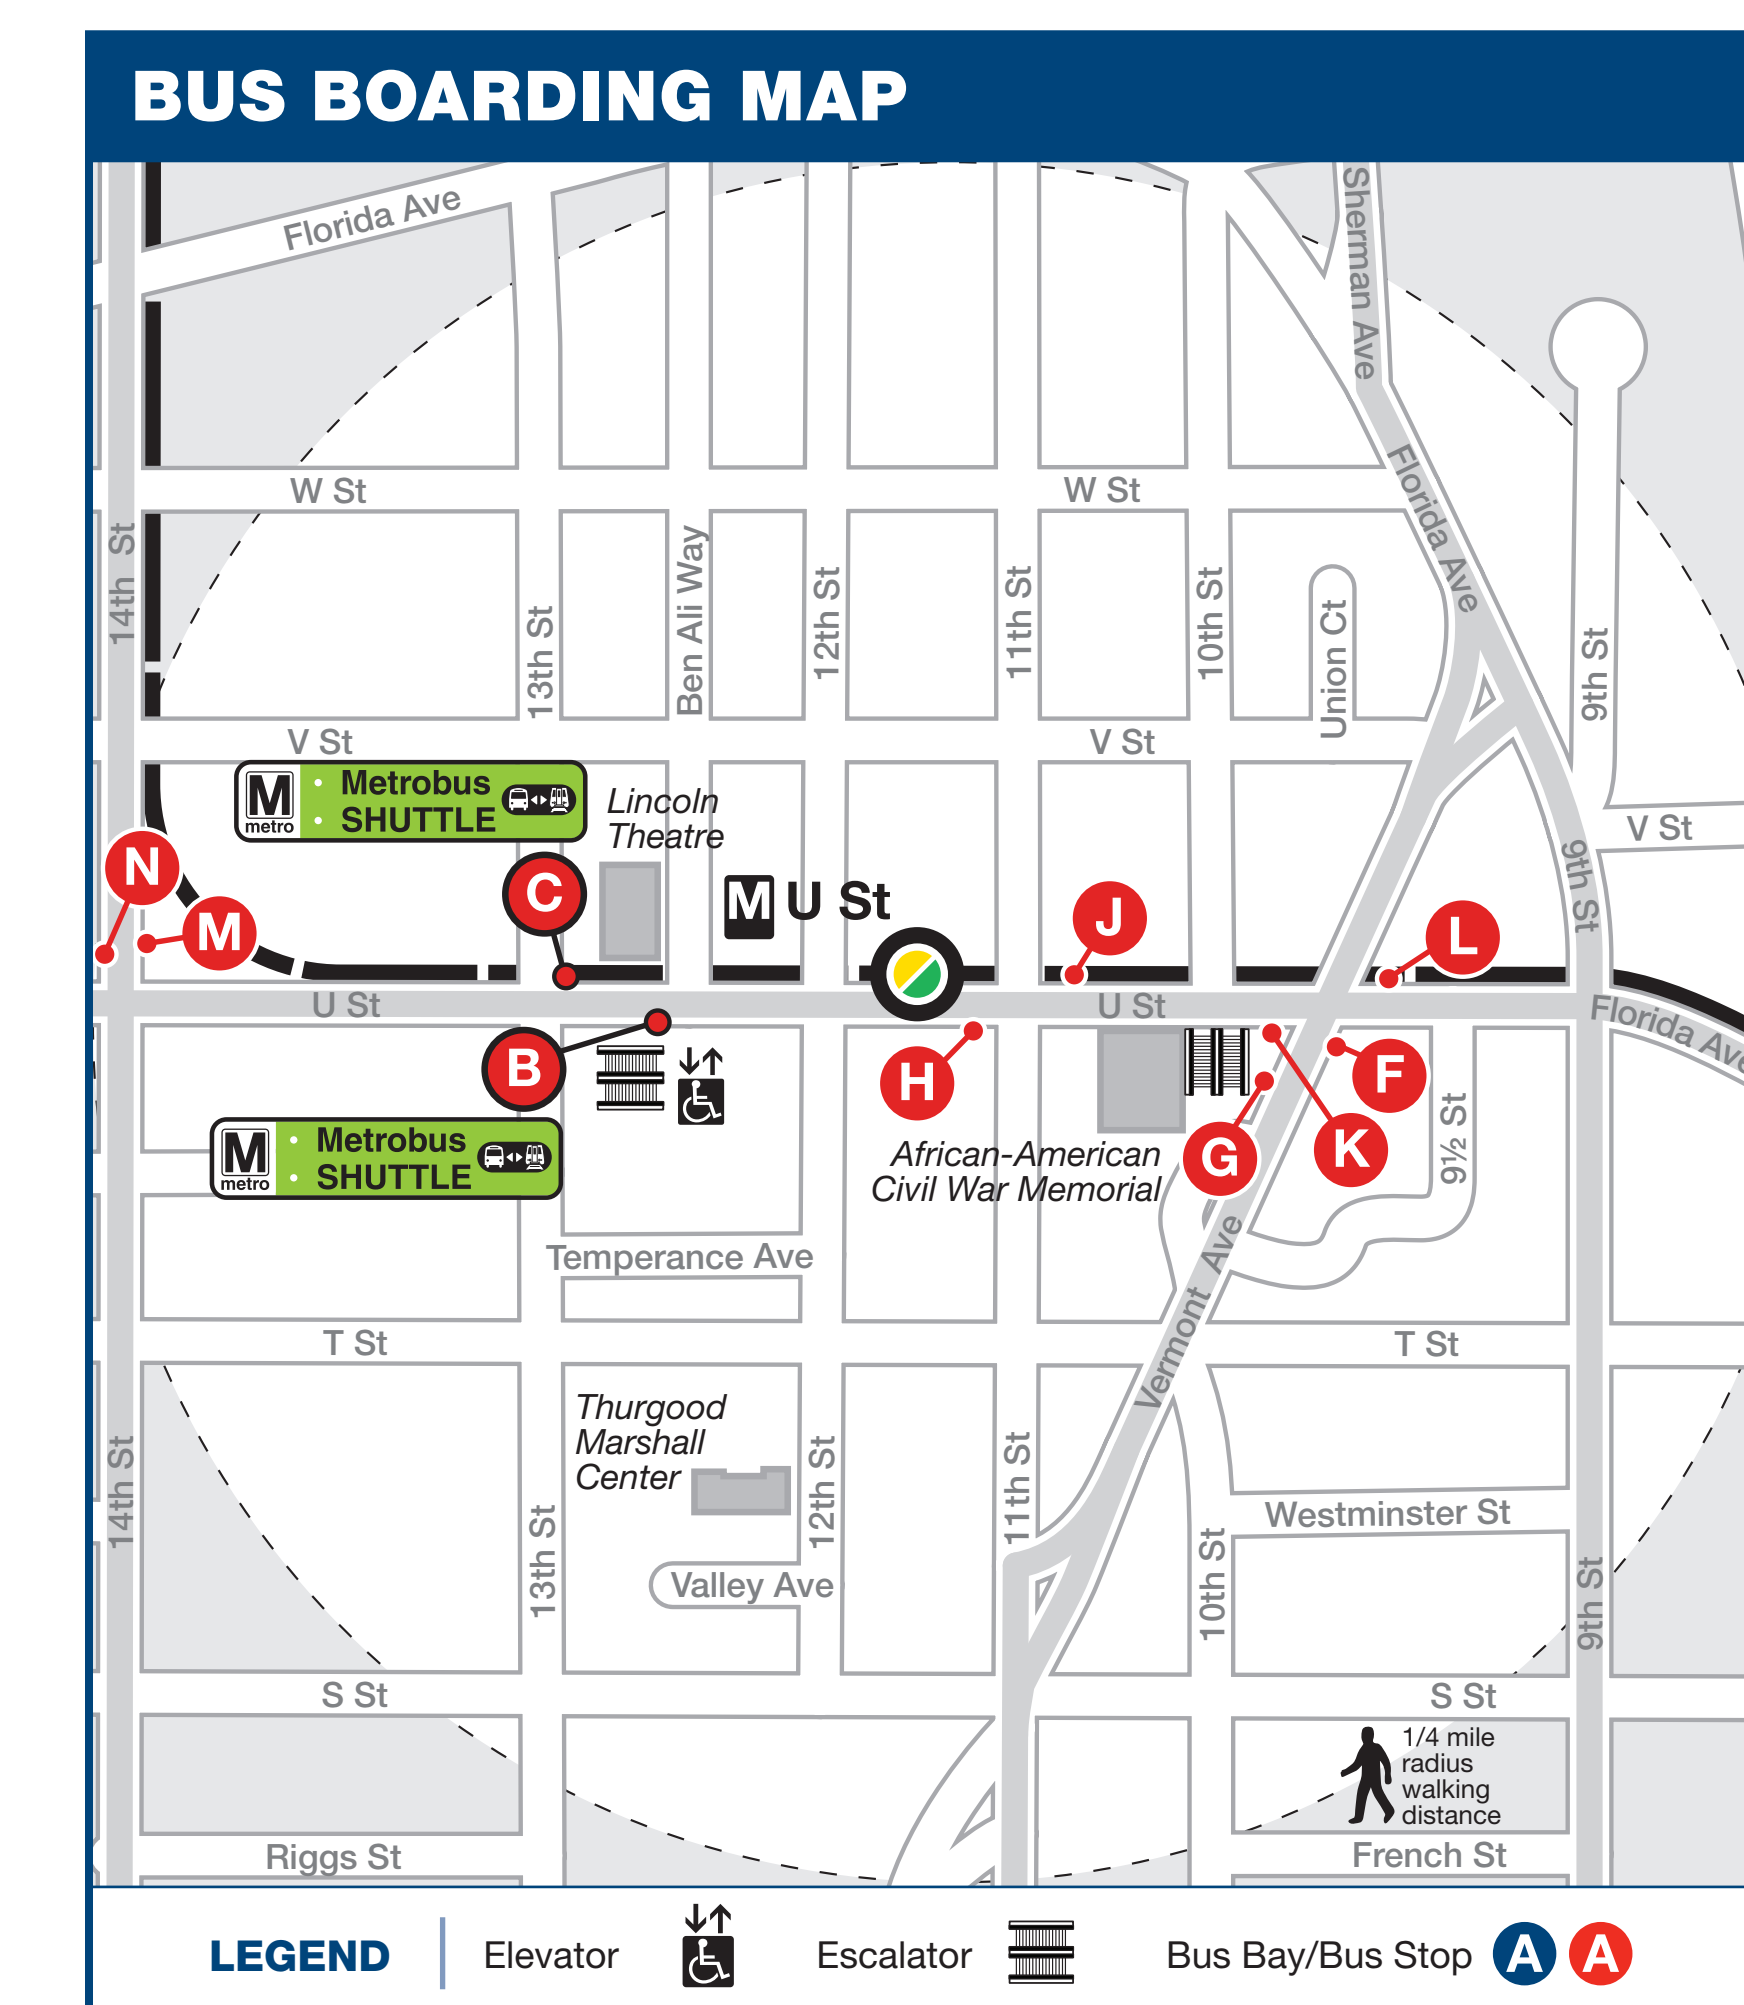 BUS BOARDING MAP
Florida Ave
Sherman Ave
W St
W St
Florida Ave
14th St
13th St
Ben Ali Way
12th St
11th St
10th St
Union Ct
9th St
V St
V St
V St
M
metro
Metrobus
SHUTTLE
Lincoln
Theatre
N
M
C
M U St
J
L
9th St
U St
U St
Florida Ave
B
H
F
G
K
9½ St
M
metro
Metrobus
SHUTTLE
African-American
Civil War Memorial
Temperance Ave
Vermont Ave
T St
T St
Thurgood
Marshall
Center
14th St
13th St
12th St
11th St
10th St
9th St
Westminster St
Valley Ave
S St
S St
1/4 mile
radius
walking
distance
Riggs St
French St
LEGEND
Elevator
Escalator
Bus Bay/Bus Stop
A
A